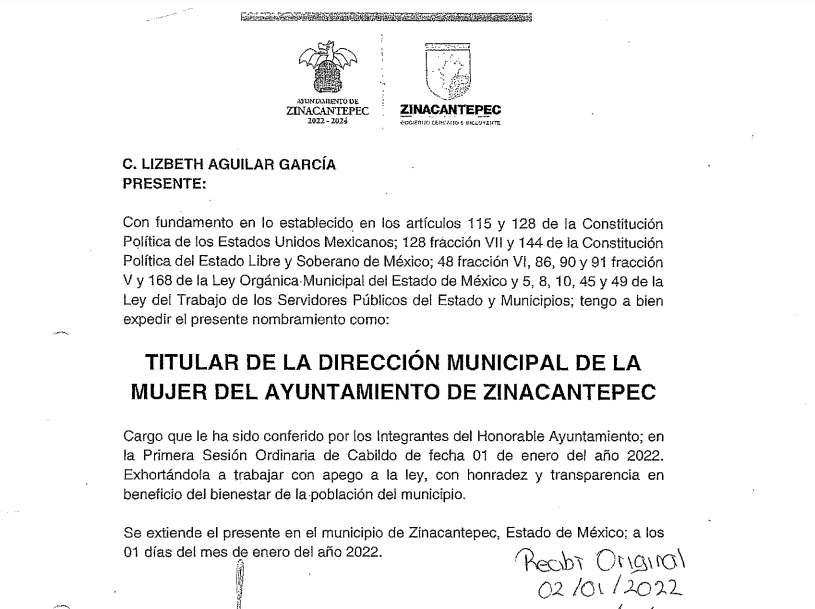 AYUNTAMIENTO DE
ZINACANTEPEC
2022 - 2024
ZINACANTEPEC
GOBIERNO CERCANO E INCLUYENTE
C. LIZBETH AGUILAR GARCÍA
PRESENTE:
Con fundamento en lo establecido en los artículos 115 y 128 de la Constitución
Política de los Estados Unidos Mexicanos; 128 fracción VII y 144 de la Constitución
Política del Estado Libre y Soberano de México; 48 fracción VI, 86, 90 y 91 fracción
V y 168 de la Ley Orgánica Municipal del Estado de México y 5, 8, 10, 45 y 49 de la
Ley del Trabajo de los Servidores Públicos del Estado y Municipios; tengo a bien
expedir el presente nombramiento como:
TITULAR DE LA DIRECCIÓN MUNICIPAL DE LA
MUJER DEL AYUNTAMIENTO DE ZINACANTEPEC
Cargo que le ha sido conferido por los Integrantes del Honorable Ayuntamiento; en
la Primera Sesión Ordinaria de Cabildo de fecha 01 de enero del año 2022.
Exhortándola a trabajar con apego a la ley, con honradez y transparencia en
beneficio del bienestar de la población del municipio.
Se extiende el presente en el municipio de Zinacantepec, Estado de México; a los
01 días del mes de enero del año 2022.
Recibi Original
02/01/2022